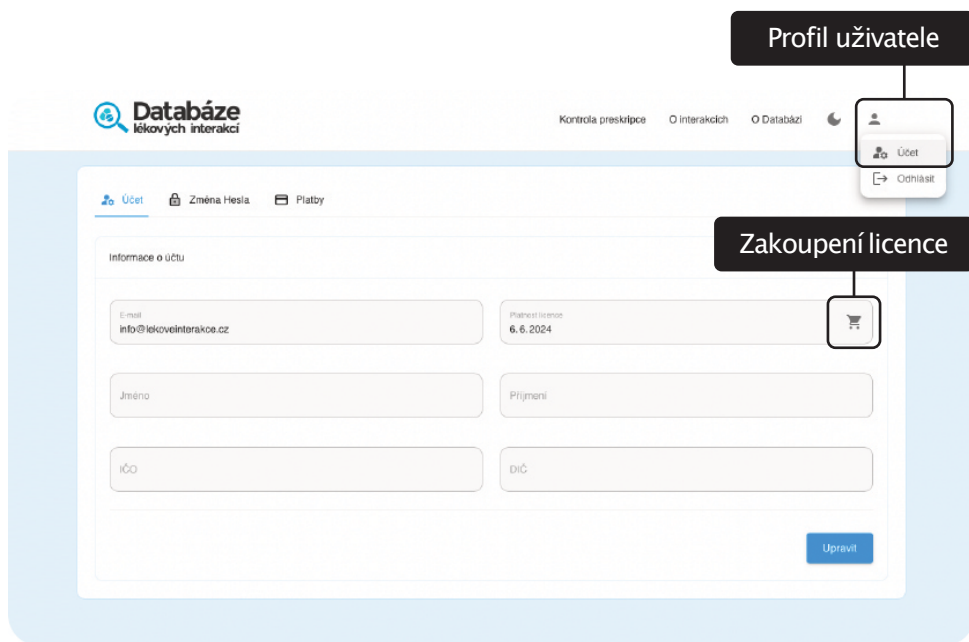 Profil uživatele
Databáze
lékových interakcí
Kontrola preskripce
O interakcích
O Databázi
Účet
Odhlásit
Účet
Změna Hesla
Platby
Zakoupení licence
Informace o účtu
E-mail
info@lekoveinterakce.cz
Platnost licence
6. 6. 2024
Jméno
Příjmení
IČO
DIČ
Upravit